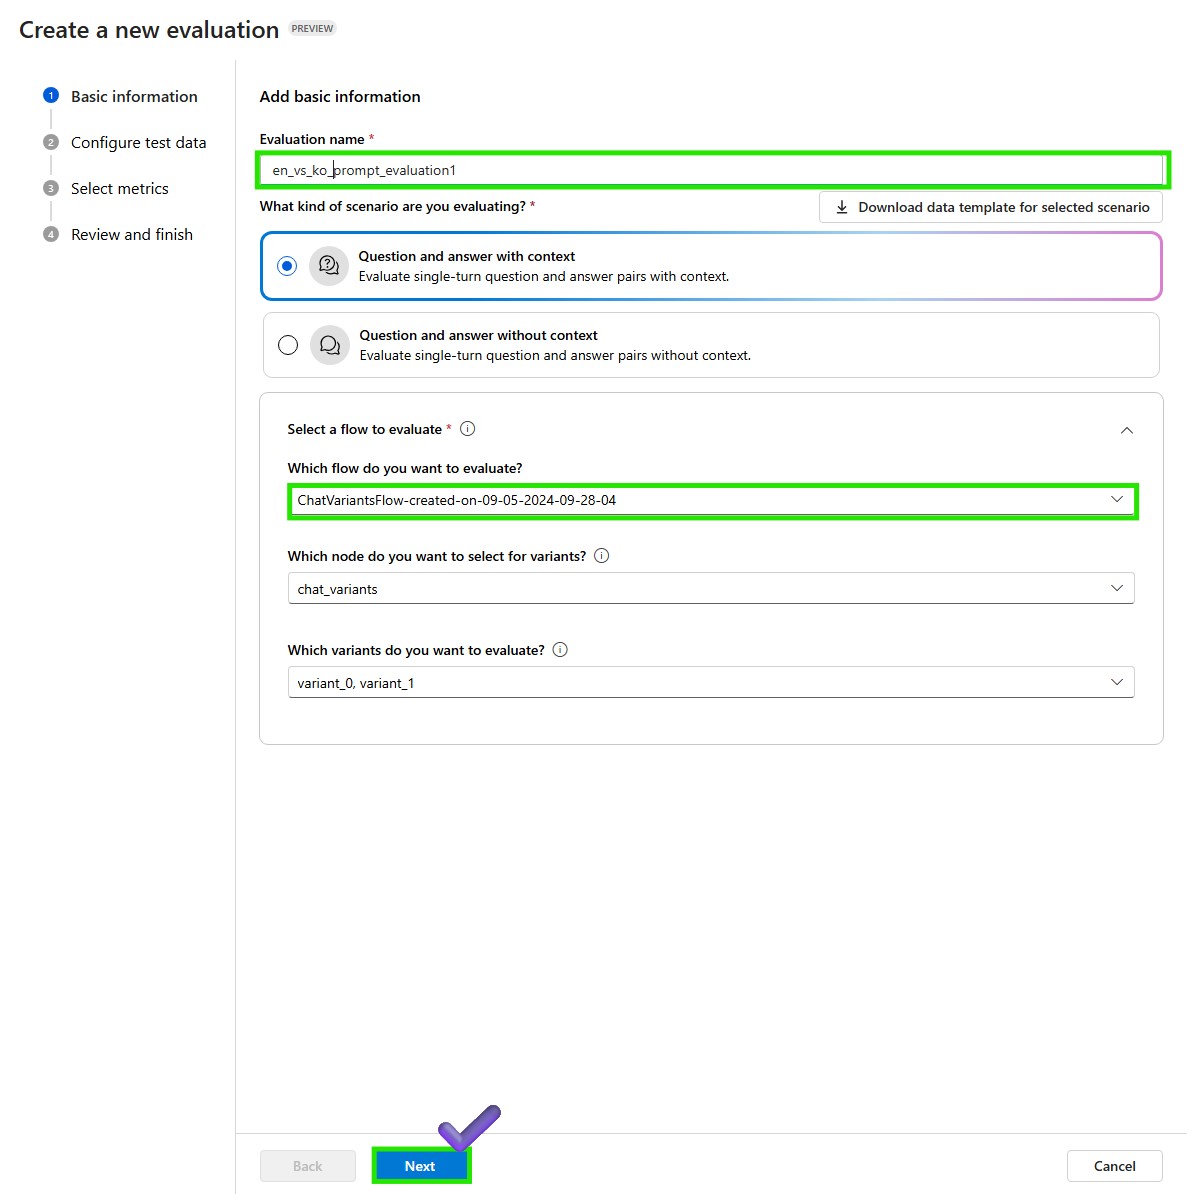 Create a new evaluation PREVIEW
1 Basic information
2 Configure test data
3 Select metrics
4 Review and finish
Add basic information
Evaluation name *
en_vs_ko_prompt_evaluation1
What kind of scenario are you evaluating? *
Download data template for selected scenario
Question and answer with context
Evaluate single-turn question and answer pairs with context.
Question and answer without context
Evaluate single-turn question and answer pairs without context.
Select a flow to evaluate *
Which flow do you want to evaluate?
ChatVariantsFlow-created-on-09-05-2024-09-28-04
Which node do you want to select for variants?
chat_variants
Which variants do you want to evaluate?
variant_0, variant_1
Back
Next
Cancel